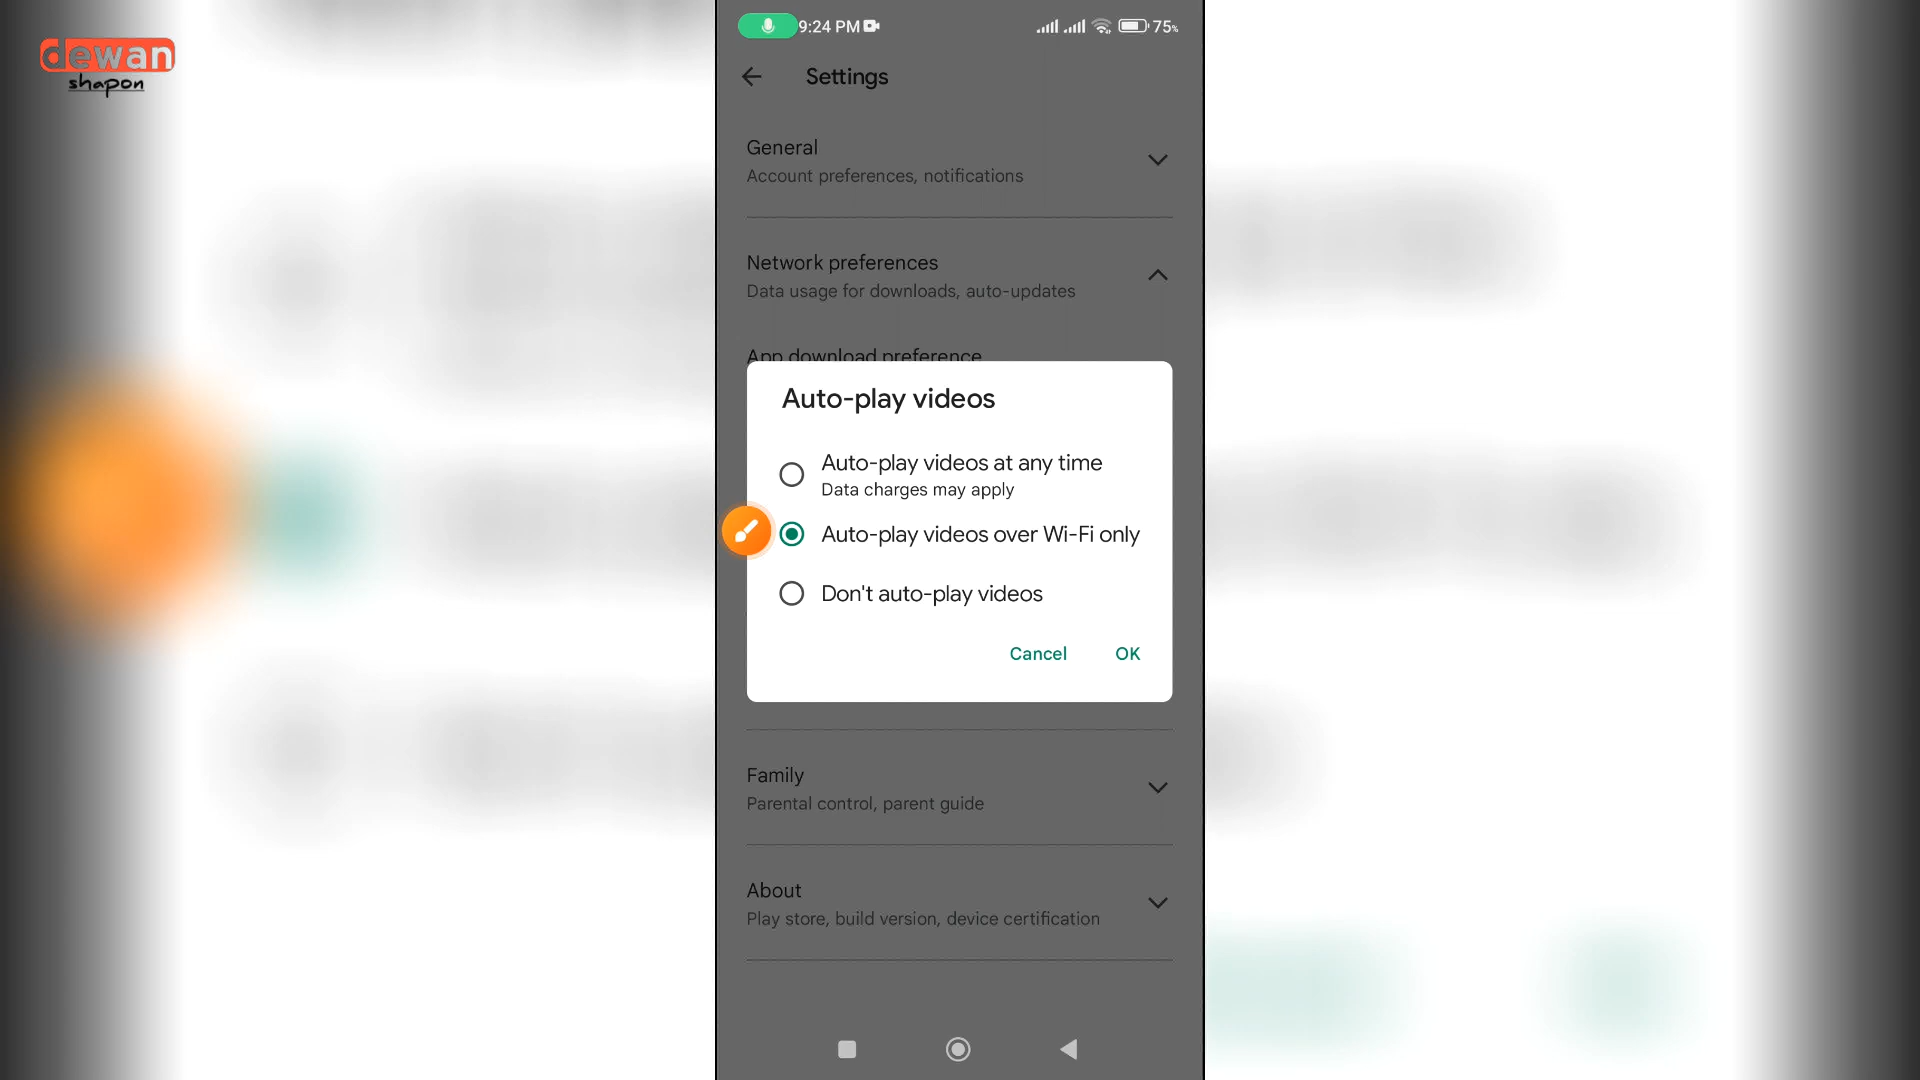 dewan
shapon
9:24 PM
75%
Settings
General
Account preferences, notifications
Network preferences
Data usage for downloads, auto-updates
App download preference
Auto-play videos
Auto-play videos at any time
Data charges may apply
Auto-play videos over Wi-Fi only
Don't auto-play videos
Cancel OK
Family
Parental control, parent guide
About
Play store, build version, device certification